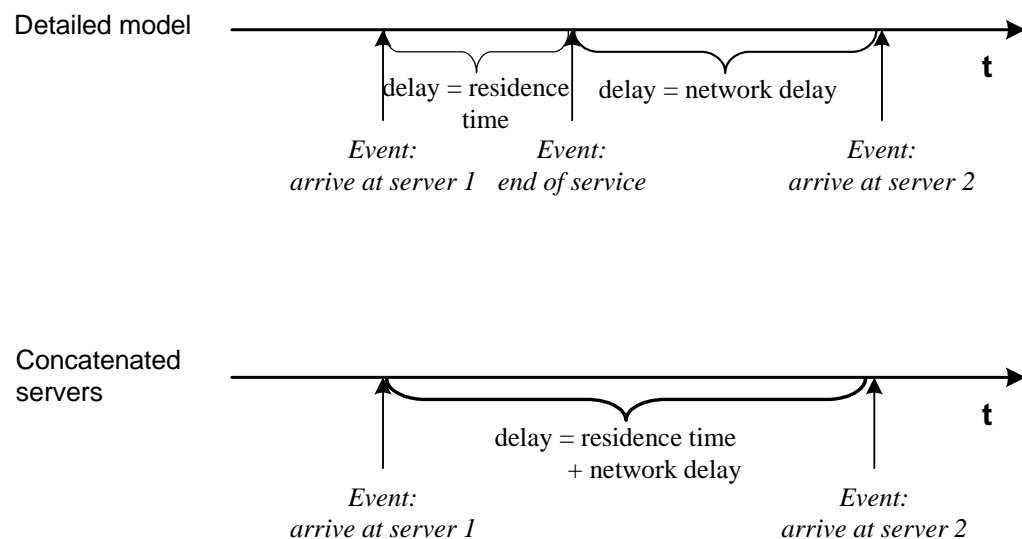 Detailed model
t
delay = residence
time
delay = network delay
Event:
arrive at server 1
Event:
end of service
Event:
arrive at server 2
Concatenated
servers
t
delay = residence time
+ network delay
Event:
arrive at server 1
Event:
arrive at server 2